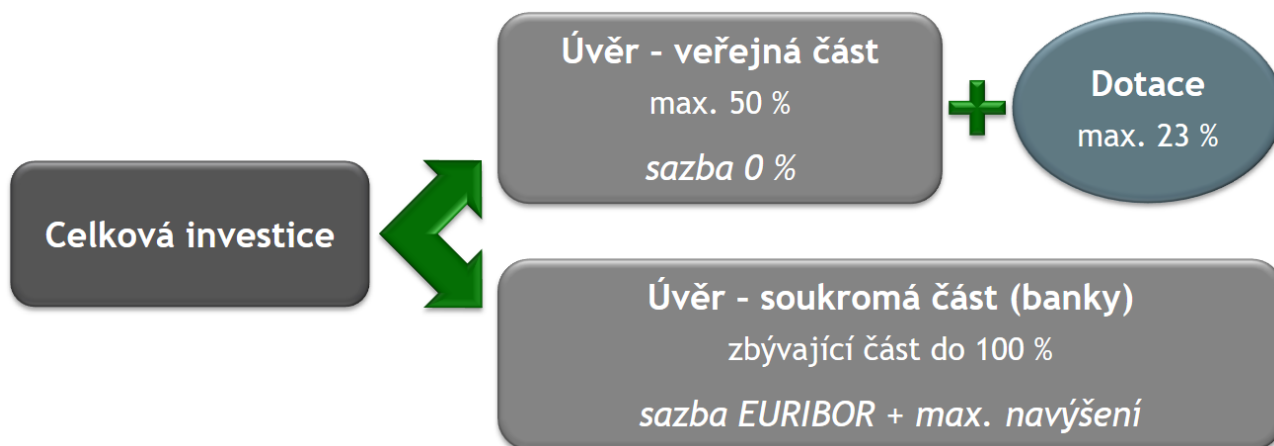 Celková investice
Úvěr – veřejná část
max. 50 %
sazba 0 %
Dotace
max. 23 %
Úvěr – soukromá část (banky)
zbývající část do 100 %
sazba EURIBOR + max. navýšení